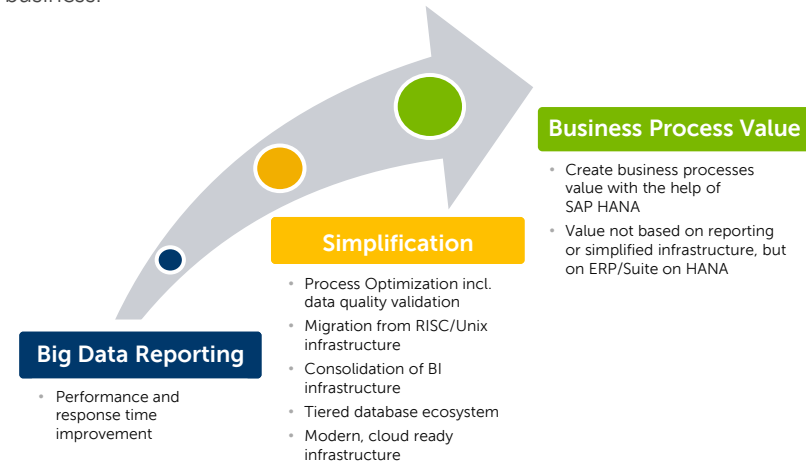 business.
Big Data Reporting
• Performance and
response time
improvement
Simplification
• Process Optimization incl.
data quality validation
• Migration from RISC/Unix
infrastructure
• Consolidation of BI
infrastructure
• Tiered database ecosystem
• Modern, cloud ready
infrastructure
Business Process Value
• Create business processes
value with the help of
SAP HANA
• Value not based on reporting
or simplified infrastructure, but
on ERP/Suite on HANA